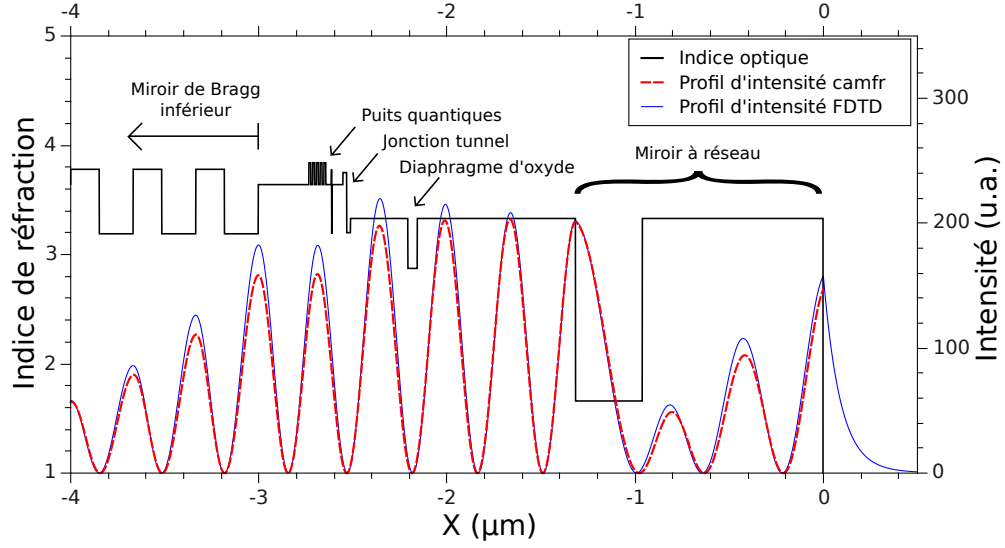 -4 -3 -2 -1 0
5
4
3
2
1
Indice de réfraction
Miroir de Bragg
inférieur
Puits quantiques
Jonction tunnel
Diaphragme d'oxyde
Indice optique
Profil d'intensité camfr
Profil d'intensité FDTD
Miroir à réseau
300
200
100
0
Intensité (u.a.)
-4 -3 -2 -1 0
X (μm)